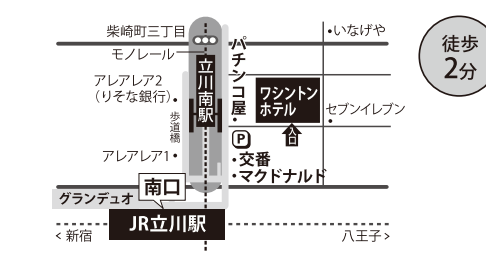 柴崎町三丁目
モノレール
アレアレア2
(りそな銀行)
歩道橋
アレアレア1
立川南駅
パチンコ屋
ワシントン
ホテル
入口
いなげや
セブンイレブン
P
交番
マクドナルド
徒歩
2分
グランデュオ
南口
JR立川駅
< 新宿
八王子 >